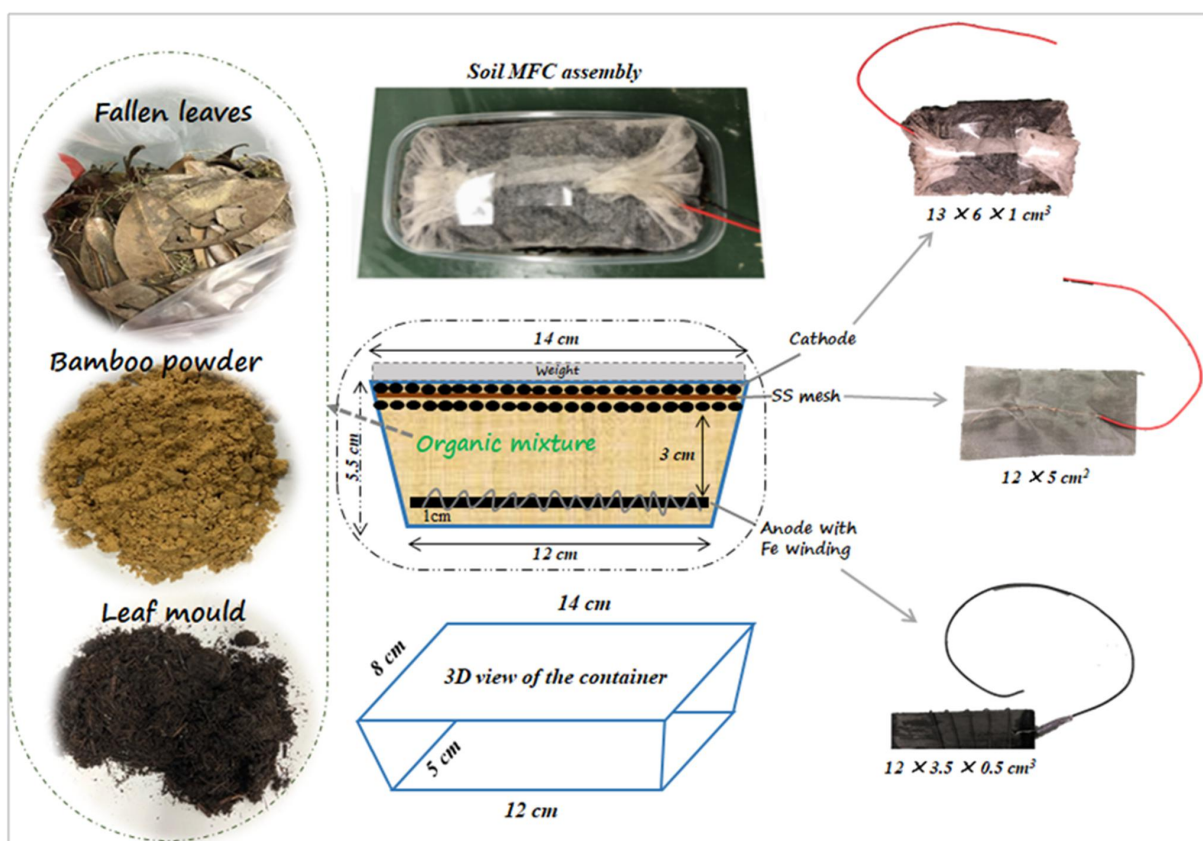 Fallen leaves
Bamboo powder
Leaf mould
Soil MFC assembly
14 cm
Weight
5.5 cm
Organic mixture
3 cm
1cm
12 cm
Cathode
SS mesh
Anode with
Fe winding
14 cm
8 cm
3D view of the container
5 cm
12 cm
13 × 6 × 1 cm³
12 × 5 cm²
12 × 3.5 × 0.5 cm³